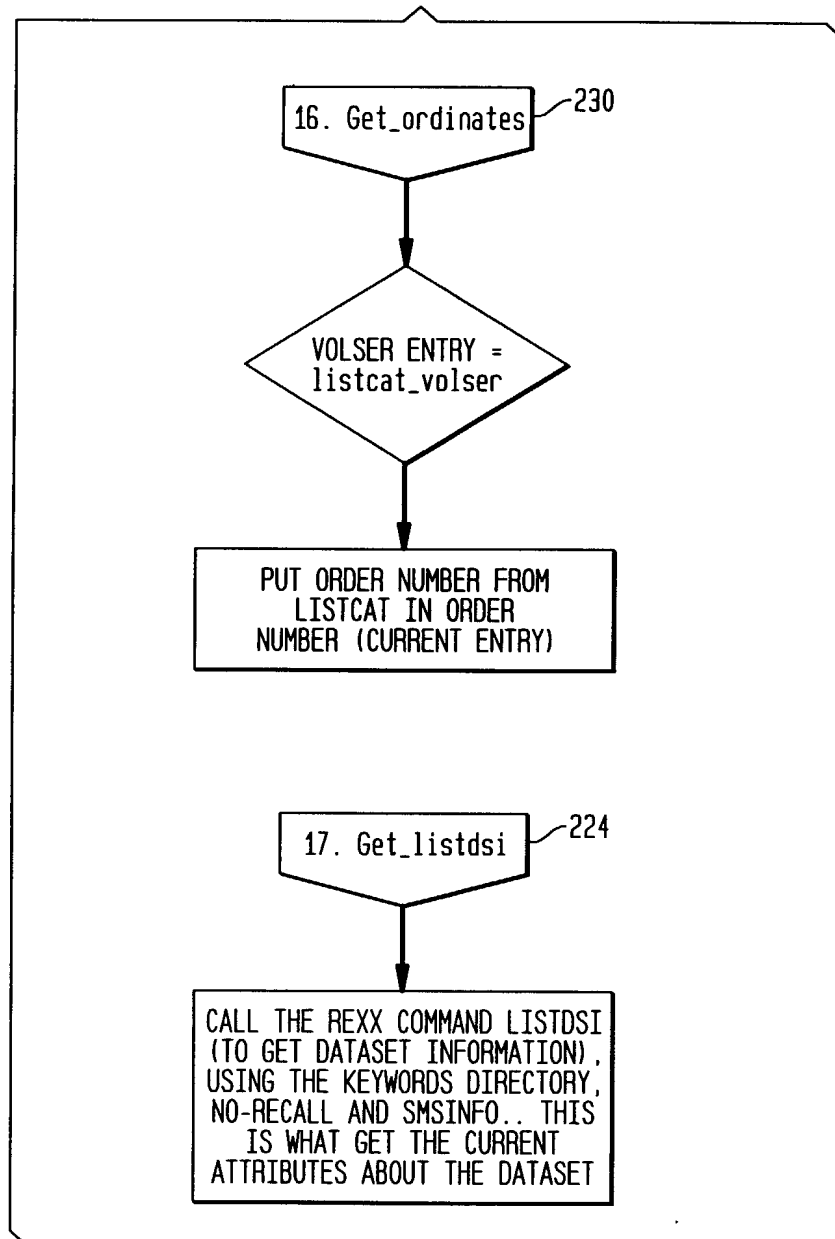 16. Get_ordinates
230
VOLSER ENTRY =
listcat_volser
PUT ORDER NUMBER FROM
LISTCAT IN ORDER
NUMBER (CURRENT ENTRY)
17. Get_listdsi
224
CALL THE REXX COMMAND LISTDSI
(TO GET DATASET INFORMATION),
USING THE KEYWORDS DIRECTORY,
NO-RECALL AND SMSINFO.. THIS
IS WHAT GET THE CURRENT
ATTRIBUTES ABOUT THE DATASET